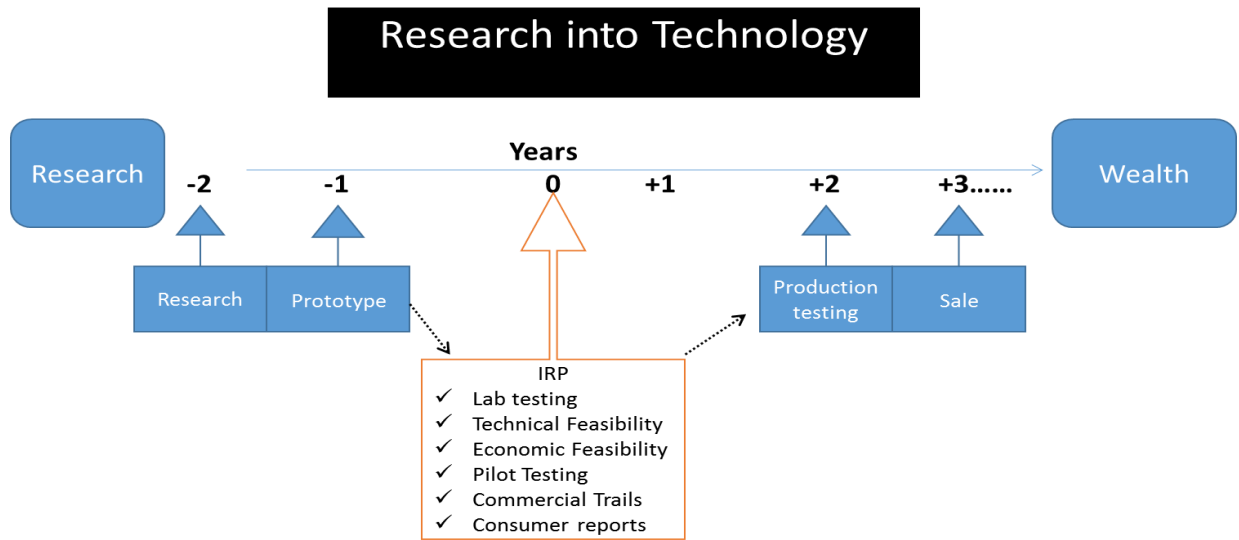 Research into Technology
Research
Years
Wealth
-2
-1
0
+1
+2
+3......
Research
Prototype
Production
testing
Sale
IRP
✓ Lab testing
✓ Technical Feasibility
✓ Economic Feasibility
✓ Pilot Testing
✓ Commercial Trails
✓ Consumer reports